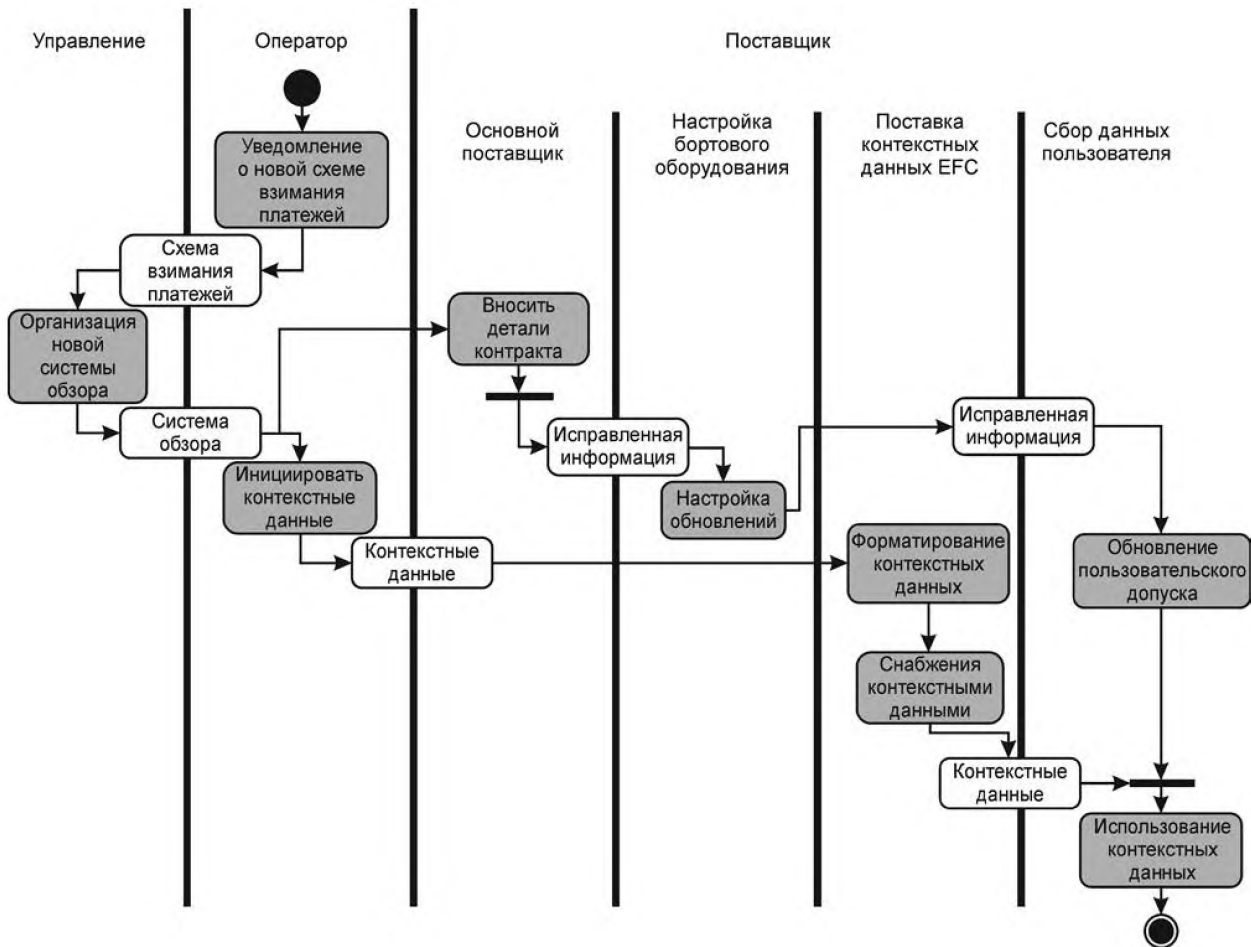 Управление
Оператор
Поставщик
Основной
поставщик
Настройка
бортового
оборудования
Поставка
контекстных
данных EFC
Сбор данных
пользователя
Уведомление
о новой схеме
взимания
платежей
Схема
взимания
платежей
Организация
новой
системы
обзора
Вносить
детали
контракта
Система
обзора
Исправленная
информация
Исправленная
информация
Инициировать
контекстные
данные
Настройка
обновлений
Контекстные
данные
Форматирование
контекстных
данных
Обновление
пользовательского
допуска
Снабжения
контекстными
данными
Контекстные
данные
Использование
контекстных
данных